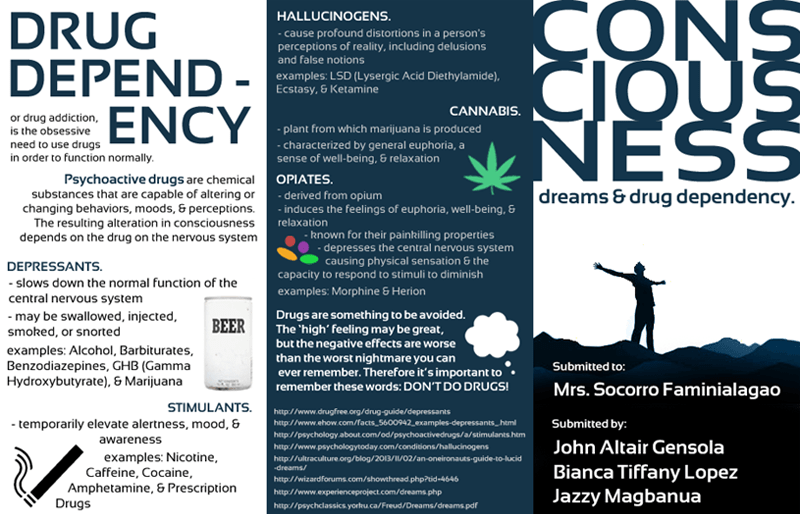 DRUG
DEPEND -
ENCY
or drug addiction,
is the obsessive
need to use drugs
in order to function normally.
Psychoactive drugs are chemical
substances that are capable of altering or
changing behaviors, moods, & perceptions.
The resulting alteration in consciousness
depends on the drug on the nervous system
DEPRESSANTS.
- slows down the normal function of the
central nervous system
- may be swallowed, injected,
smoked, or snorted
examples: Alcohol, Barbiturates,
Benzodiazepines, GHB (Gamma
Hydroxybutyrate), & Marijuana
BEER
STIMULANTS.
- temporarily elevate alertness, mood, &
awareness
examples: Nicotine,
Caffeine, Cocaine,
Amphetamine, & Prescription
Drugs
HALLUCINOGENS.
- cause profound distortions in a person's
perceptions of reality, including delusions
and false notions
examples: LSD (Lysergic Acid Diethylamide),
Ecstasy, & Ketamine
CANNABIS.
- plant from which marijuana is produced
- characterized by general euphoria, a
sense of well-being, & relaxation
OPIATES.
- derived from opium
- induces the feelings of euphoria, well-being, &
relaxation
- known for their painkilling properties
- depresses the central nervous system
causing physical sensation & the
capacity to respond to stimuli to diminish
examples: Morphine & Herion
Drugs are something to be avoided.
The 'high' feeling may be great,
but the negative effects are worse
than the worst nightmare you can
ever remember. Therefore it's important to
remember these words: DON'T DO DRUGS!
http://www.drugfree.org/drug-guide/depressants
http://www.ehow.com/facts_5600942_examples-depressants_.html
http://psychology.about.com/od/psychoactivedrugs/a/stimulants.htm
http://www.psychologytoday.com/conditions/hallucinogens
http://ultraculture.org/blog/2013/11/02/an-oneironauts-guide-to-lucid
-dreams/
http://wizardforums.com/showthread.php?tid=4646
http://www.experienceproject.com/dreams.php
http://psychclassics.yorku.ca/Freud/Dreams/dreams.pdf
CONS
CIOUS
NESS
dreams & drug dependency.
Submitted to:
Mrs. Socorro Faminialagao
Submitted by:
John Altair Gensola
Bianca Tiffany Lopez
Jazzy Magbanua